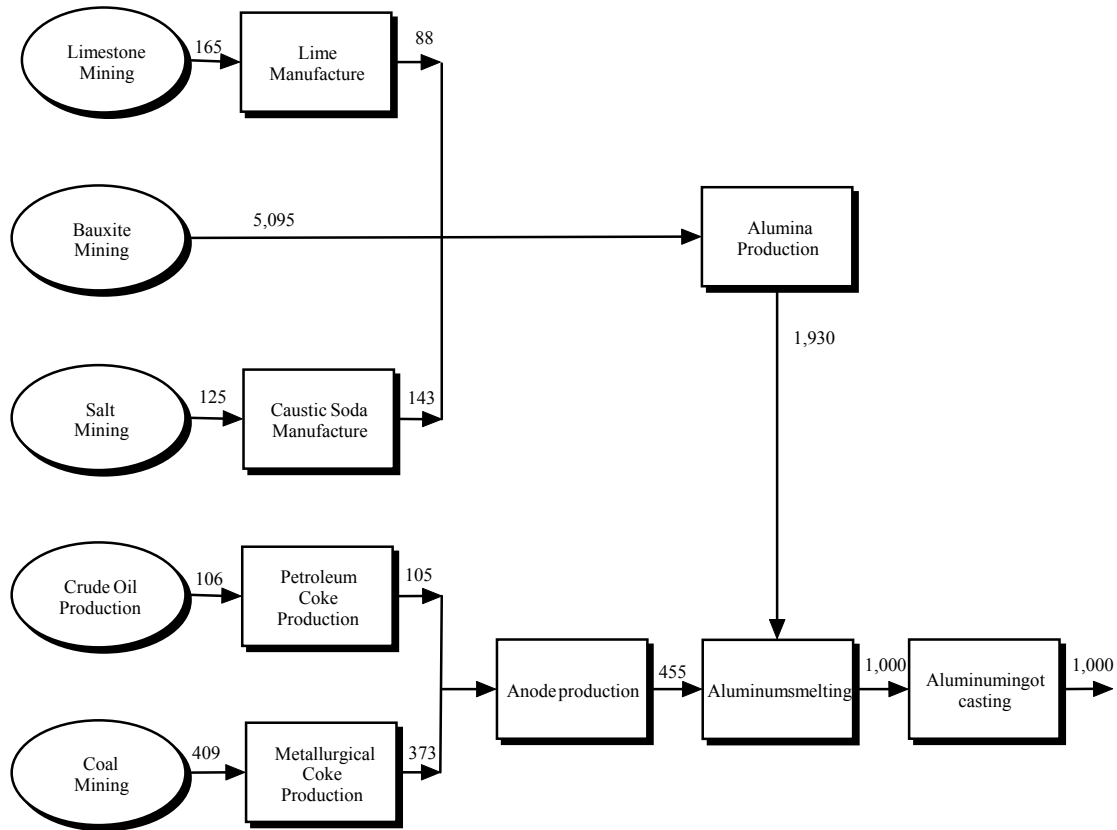 Limestone
Mining
165
Lime
Manufacture
88
Bauxite
Mining
5,095
Alumina
Production
1,930
Salt
Mining
125
Caustic Soda
Manufacture
143
Crude Oil
Production
106
Petroleum
Coke
Production
105
Anode production
455
Aluminumsmelting
1,000
Aluminumingot
casting
1,000
Coal
Mining
409
Metallurgical
Coke
Production
373